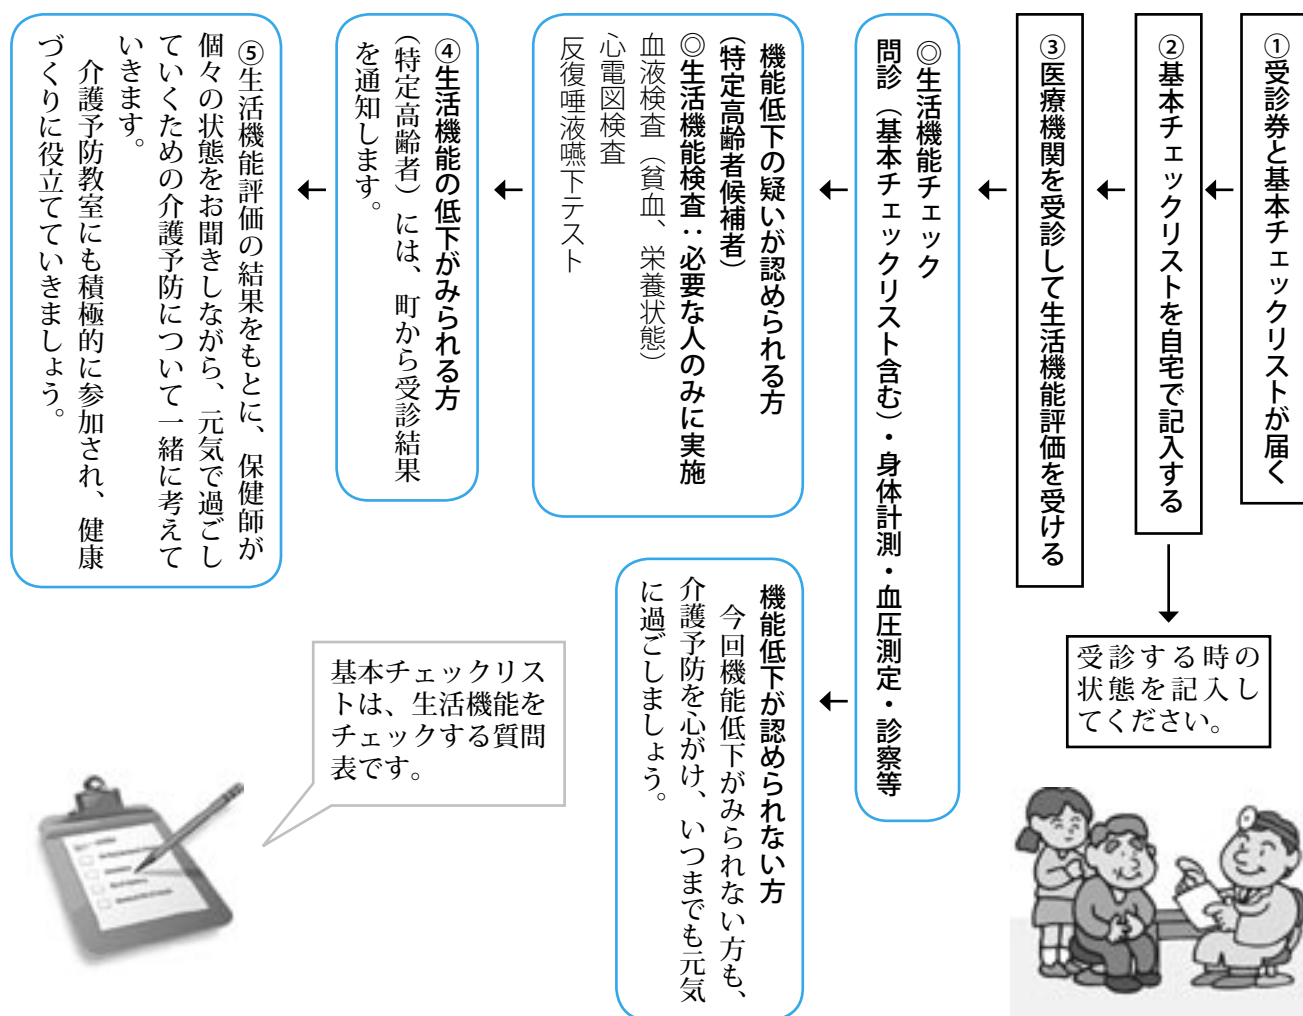 ①受診券と基本チェックリストが届く
②基本チェックリストを自宅で記入する
受診する時の
状態を記入し
てください。
③医療機関を受診して生活機能評価を受ける
◎生活機能チェック
問診（基本チェックリスト含む）・身体計測・血圧測定・診察等
機能低下の疑いが認められる方
（特定高齢者候補者）
◎生活機能検査：必要な人のみに実施
血液検査（貧血、栄養状態）
心電図検査
反復唾液嚥下テスト
機能低下が認められない方
今回機能低下がみられない方も、
介護予防を心がけ、いつまでも元気
に過ごしましょう。
④生活機能の低下がみられる方
（特定高齢者）には、町から受診結果
を通知します。
⑤生活機能評価の結果をもとに、保健師が
個々の状態をお聞きしながら、元気で過ごし
ていくための介護予防について一緒に考えて
いきます。
介護予防教室にも積極的に参加され、健康
づくりに役立てていきましょう。
基本チェックリス
トは、生活機能を
チェックする質問
表です。